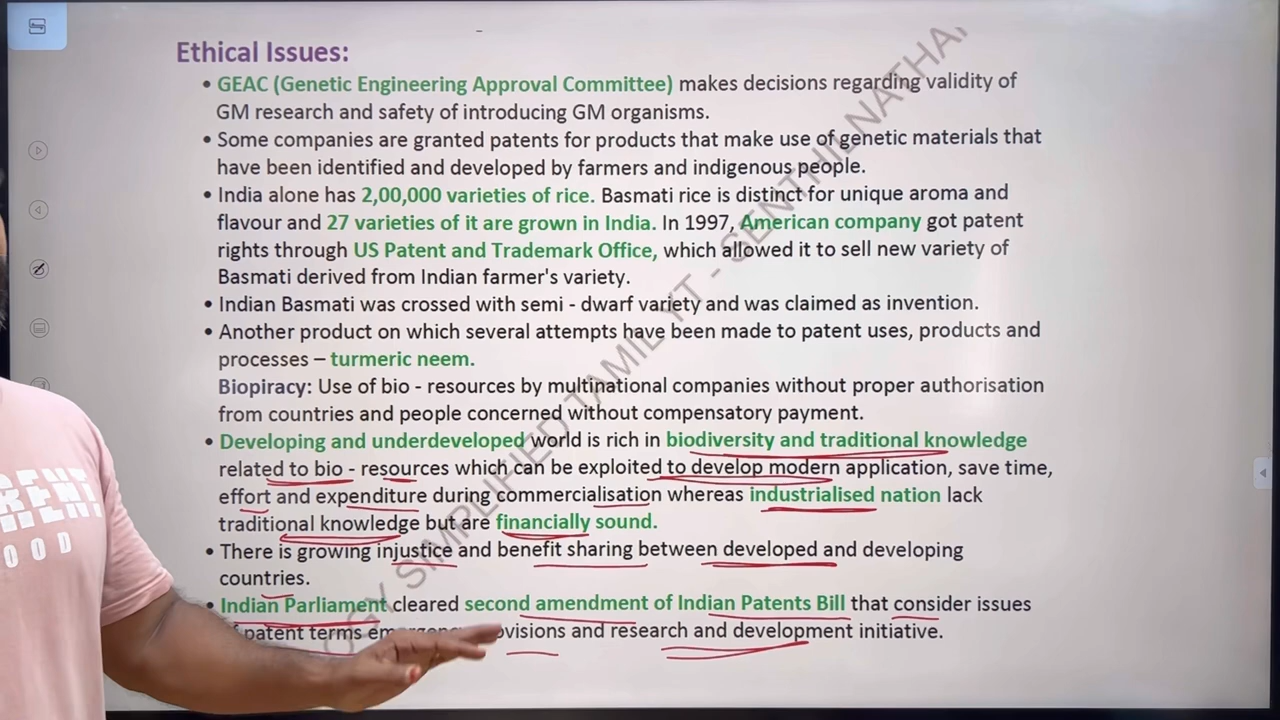 Ethical Issues:
• GEAC (Genetic Engineering Approval Committee) makes decisions regarding validity of
GM research and safety of introducing GM organisms.
• Some companies are granted patents for products that make use of genetic materials that
have been identified and developed by farmers and indigenous people.
• India alone has 2,00,000 varieties of rice. Basmati rice is distinct for unique aroma and
flavour and 27 varieties of it are grown in India. In 1997, American company got patent
rights through US Patent and Trademark Office, which allowed it to sell new variety of
Basmati derived from Indian farmer's variety.
• Indian Basmati was crossed with semi - dwarf variety and was claimed as invention.
• Another product on which several attempts have been made to patent uses, products and
processes – turmeric neem.
Biopiracy: Use of bio - resources by multinational companies without proper authorisation
from countries and people concerned without compensatory payment.
• Developing and underdeveloped world is rich in biodiversity and traditional knowledge
related to bio - resources which can be exploited to develop modern application, save time,
effort and expenditure during commercialisation whereas industrialised nation lack
traditional knowledge but are financially sound.
• There is growing injustice and benefit sharing between developed and developing
countries.
• Indian Parliament cleared second amendment of Indian Patents Bill that consider issues
patent terms and research and development initiative.
SIMPLIFIED TAMIL YT - SENTHILNATHAN
OOD